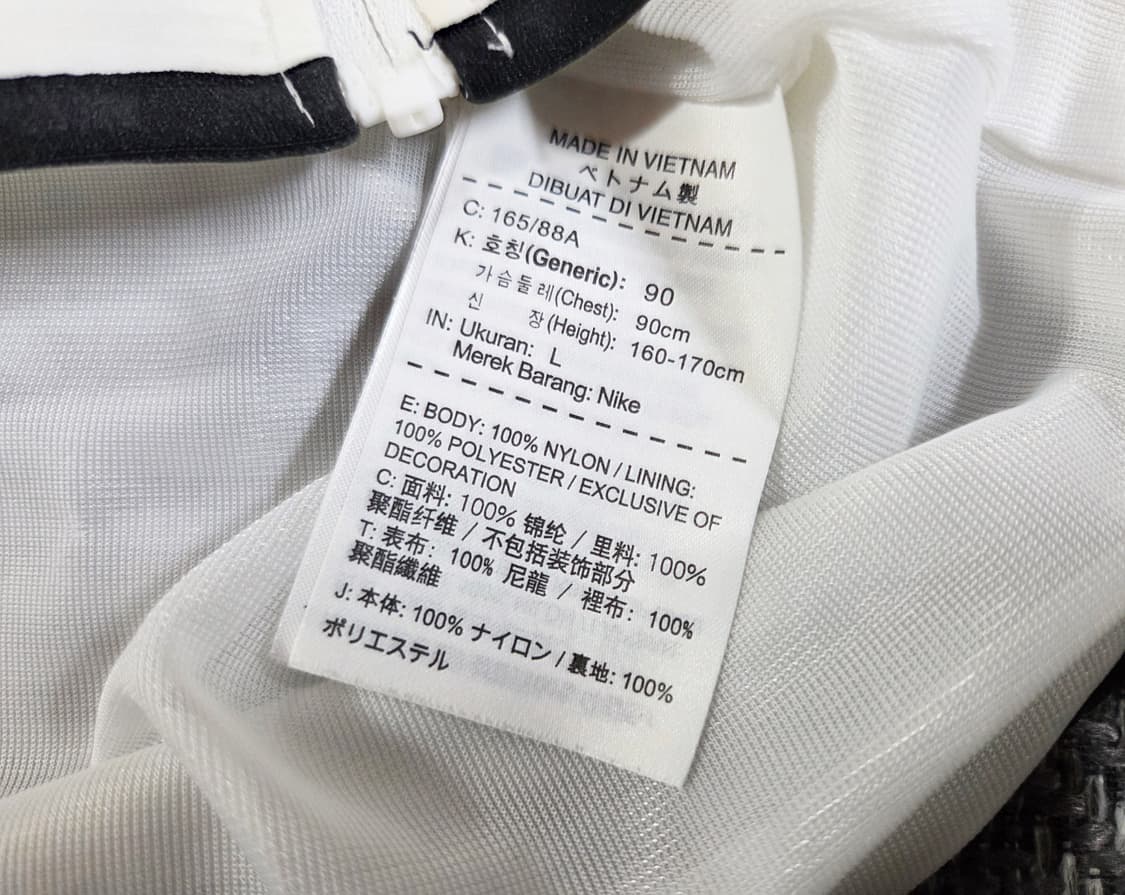 MADE IN VIETNAM
ベトナム製
DIBUAT DI VIETNAM
C: 165/88A
K: 호칭(Generic): 90
가슴둘레(Chest): 90cm
신 장(Height): 160-170cm
IN: Ukuran: L
Merek Barang: Nike
E: BODY: 100% NYLON / LINING:
100% POLYESTER / EXCLUSIVE OF
DECORATION
C: 面料: 100% 锦纶 / 里料: 100%
聚酯纤维 / 不包括装饰部分
T: 表布: 100% 尼龍 / 裡布: 100%
聚酯纖維
J: 本体: 100% ナイロン / 裏地: 100%
ポリエステル